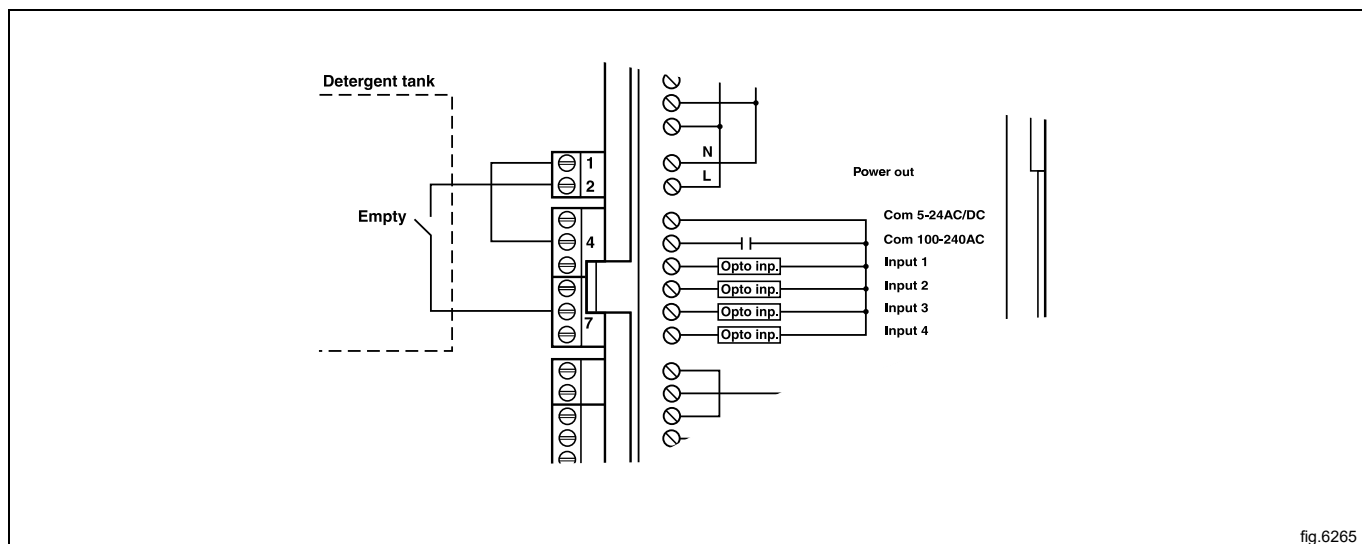 Detergent tank
N
1
L
Power out
2
Com 5-24AC/DC
Empty
4
Com 100-240AC
Opto inp.
Input 1
Opto inp.
Input 2
Opto inp.
Input 3
7
Opto inp.
Input 4
fig.6265